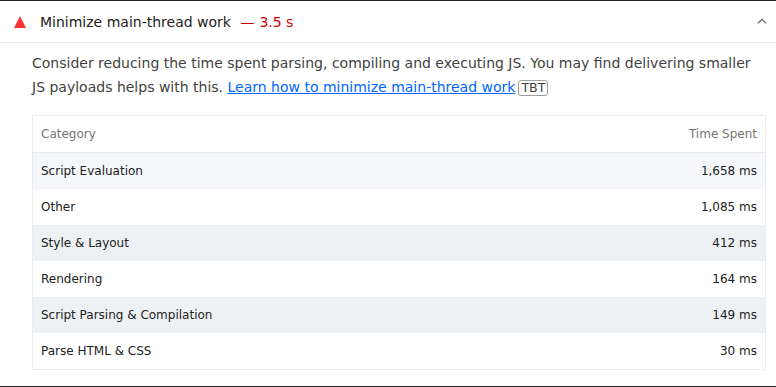 Minimize main-thread work — 3.5 s
Consider reducing the time spent parsing, compiling and executing JS. You may find delivering smaller
JS payloads helps with this. Learn how to minimize main-thread work TBT
Category Time Spent
Script Evaluation 1,658 ms
Other 1,085 ms
Style & Layout 412 ms
Rendering 164 ms
Script Parsing & Compilation 149 ms
Parse HTML & CSS 30 ms